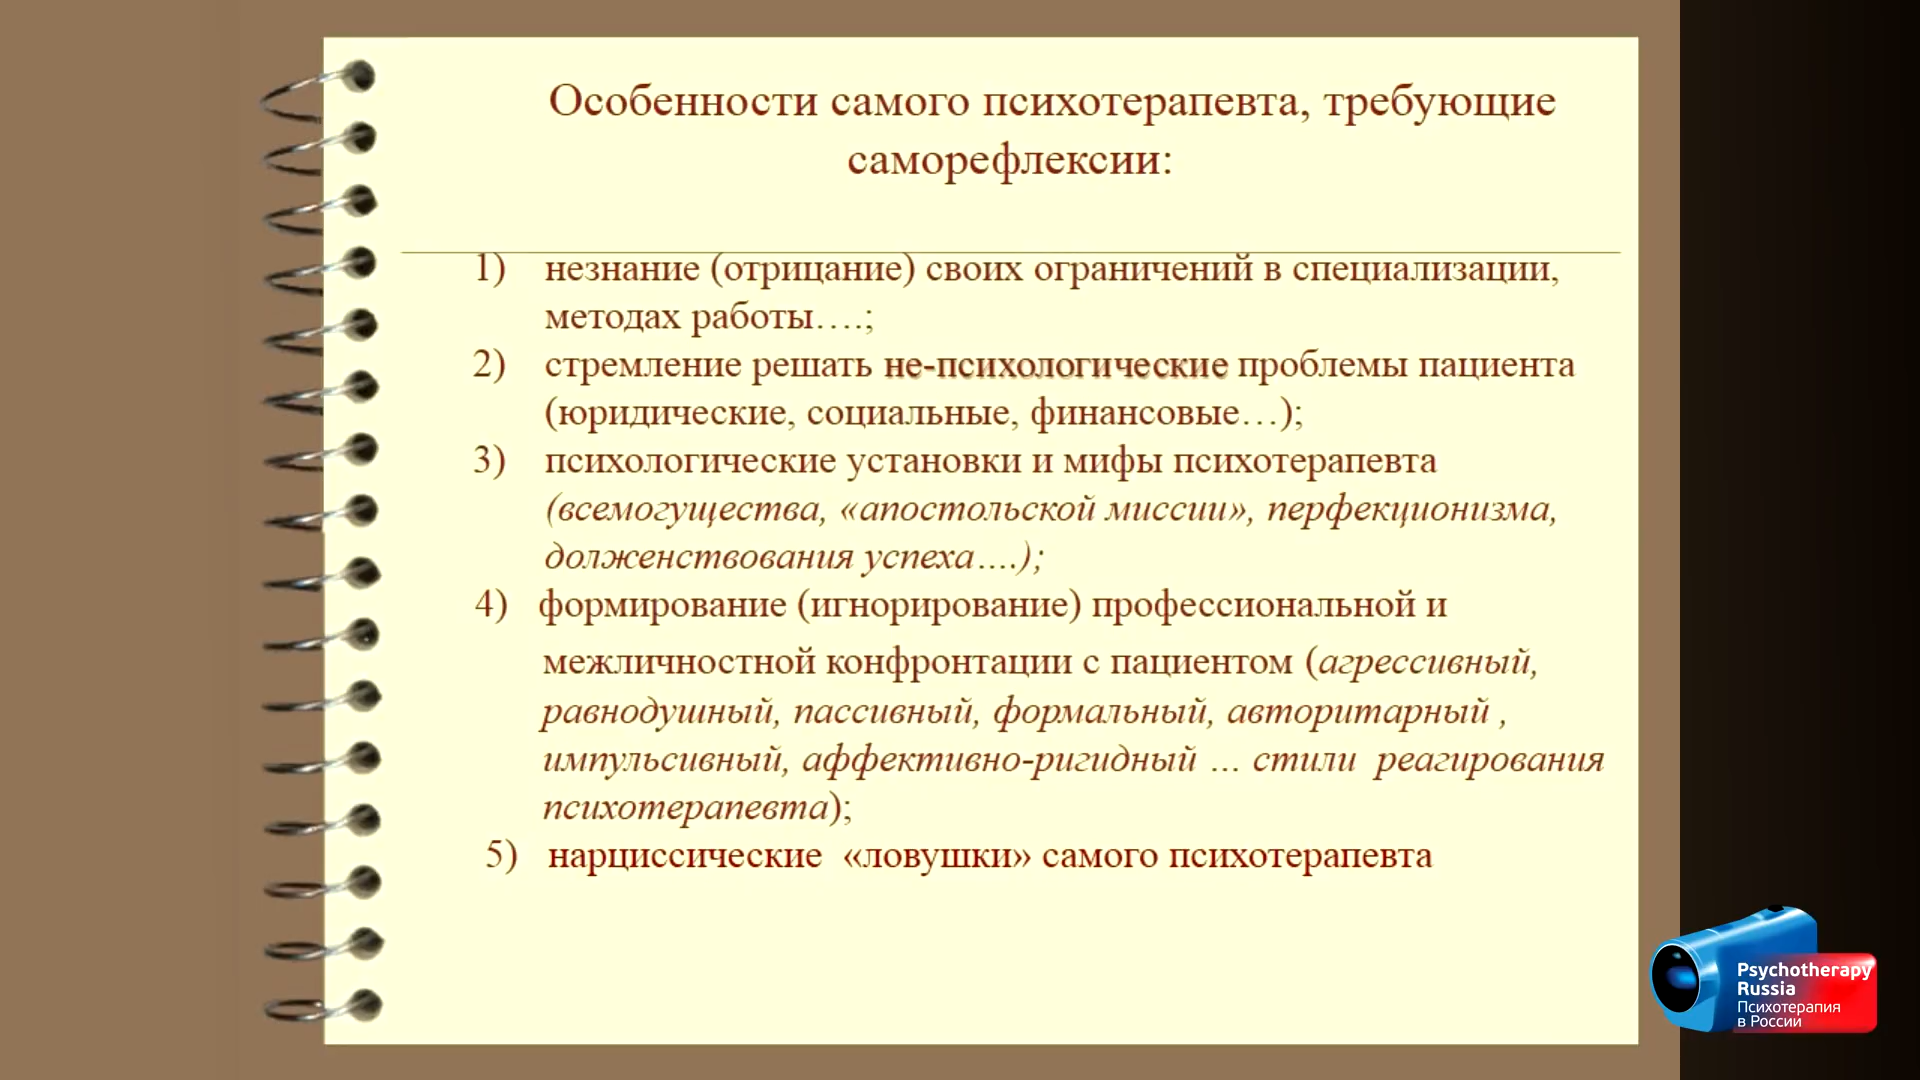 Особенности самого психотерапевта, требующие
саморефлексии:
1) незнание (отрицание) своих ограничений в специализации,
методах работы….;
2) стремление решать не-психологические проблемы пациента
(юридические, социальные, финансовые…);
3) психологические установки и мифы психотерапевта
(всемогущества, «апостольской миссии», перфекционизма,
долженствования успеха….);
4) формирование (игнорирование) профессиональной и
межличностной конфронтации с пациентом (агрессивный,
равнодушный, пассивный, формальный, авторитарный ,
импульсивный, аффективно-ригидный ... стили реагирования
психотерапевта);
5) нарциссические «ловушки» самого психотерапевта
Psychotherapy
Russia
Психотерапия
в России